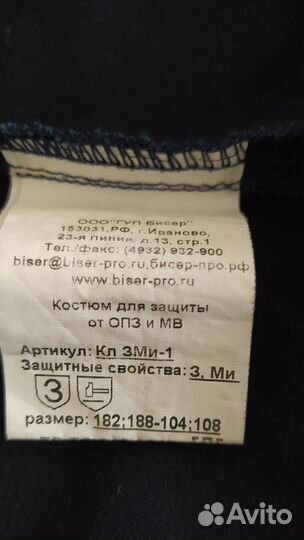 ООО"ГУП Бисер"
153031,РФ, г.Иваново,
23-я линия, д.13, стр.1
Тел./факс: (4932) 932-900
biser@biser-pro.ru,бисер-про.рф
www.biser-pro.ru
Костюм для защиты
от ОПЗ и МВ
Артикул: Кл ЗМи-1
Защитные свойства: З, Ми
З
размер: 182;188-104;108
Avito